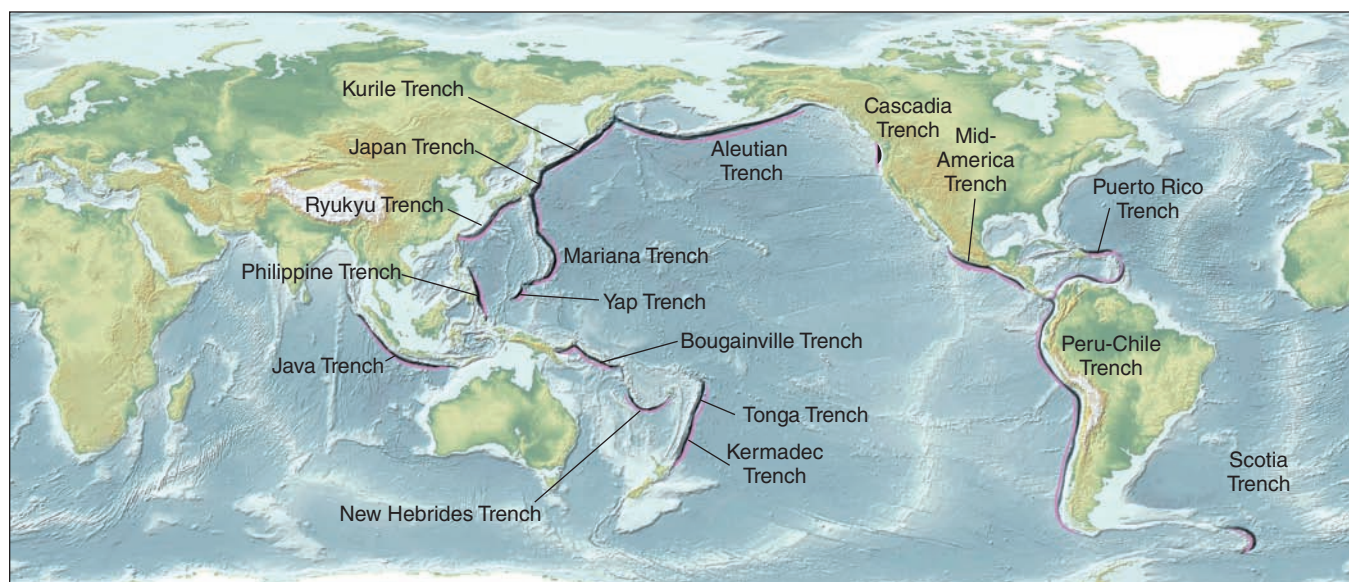 Kurile Trench
Cascadia
Trench
Mid-
America
Trench
Japan Trench
Aleutian
Trench
Puerto Rico
Trench
Ryukyu Trench
Mariana Trench
Philippine Trench
Yap Trench
Bougainville Trench
Java Trench
Peru-Chile
Trench
Tonga Trench
Kermadec
Trench
Scotia
Trench
New Hebrides Trench